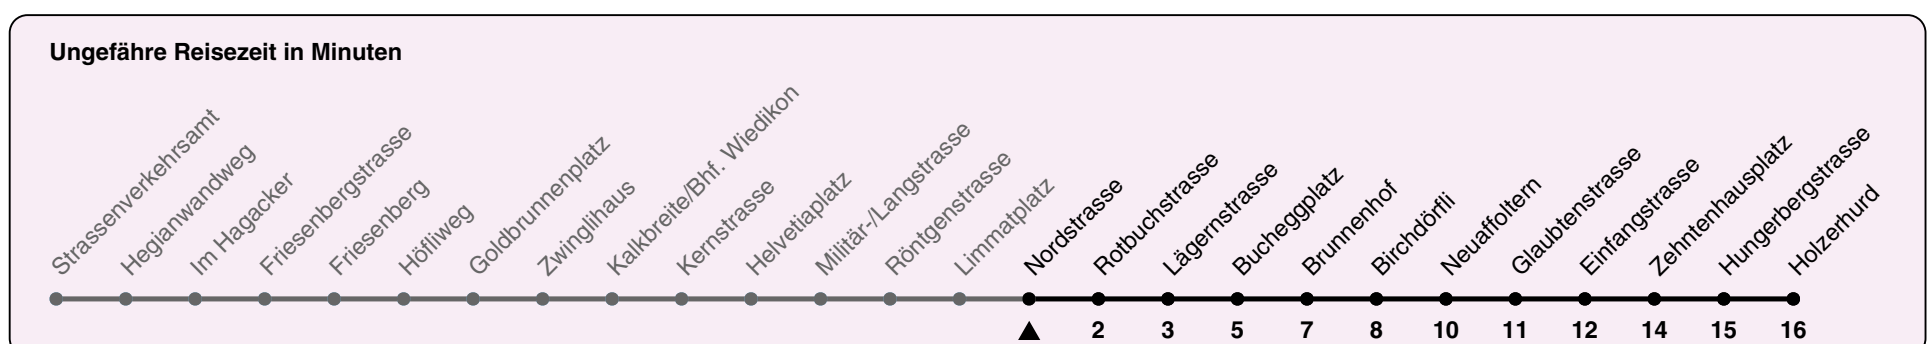 Ungefähre Reisezeit in Minuten
Strassenverkehrsamt
Hegianwandweg
Im Hagacker
Friesenbergstrasse
Friesenberg
Höfliweg
Goldbrunnenplatz
Zwinglihaus
Kalkbreite/Bhf. Wiedikon
Kernstrasse
Helvetiaplatz
Militär-/Langstrasse
Röntgenstrasse
Limmatplatz
Nordstrasse
Rotbuchstrasse
Lägernstrasse
Bucheggplatz
Brunnenhof
Birchdörfli
Neuaffoltern
Glaubtenstrasse
Einfangstrasse
Zehntenhausplatz
Hungerbergstrasse
Holzerhurd
2 3 5 7 8 10 11 12 14 15 16